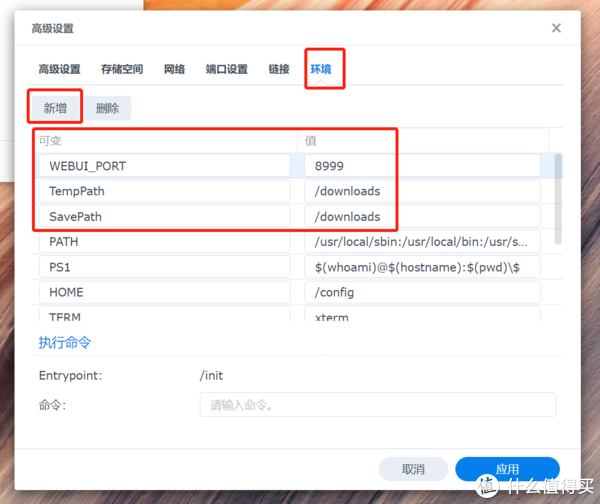 高级设置
高级设置 存储空间 网络 端口设置 链接 环境
新增 删除
可变 值
WEBUI_PORT 8999
TempPath /downloads
SavePath /downloads
PATH /usr/local/sbin:/usr/local/bin:/usr/s...
PS1 $(whoami)@$(hostname):$(pwd)\$
HOME /config
TERM xterm
执行命令
Entrypoint: /init
命令: 请输入命令。
取消 应用
值 什么值得买